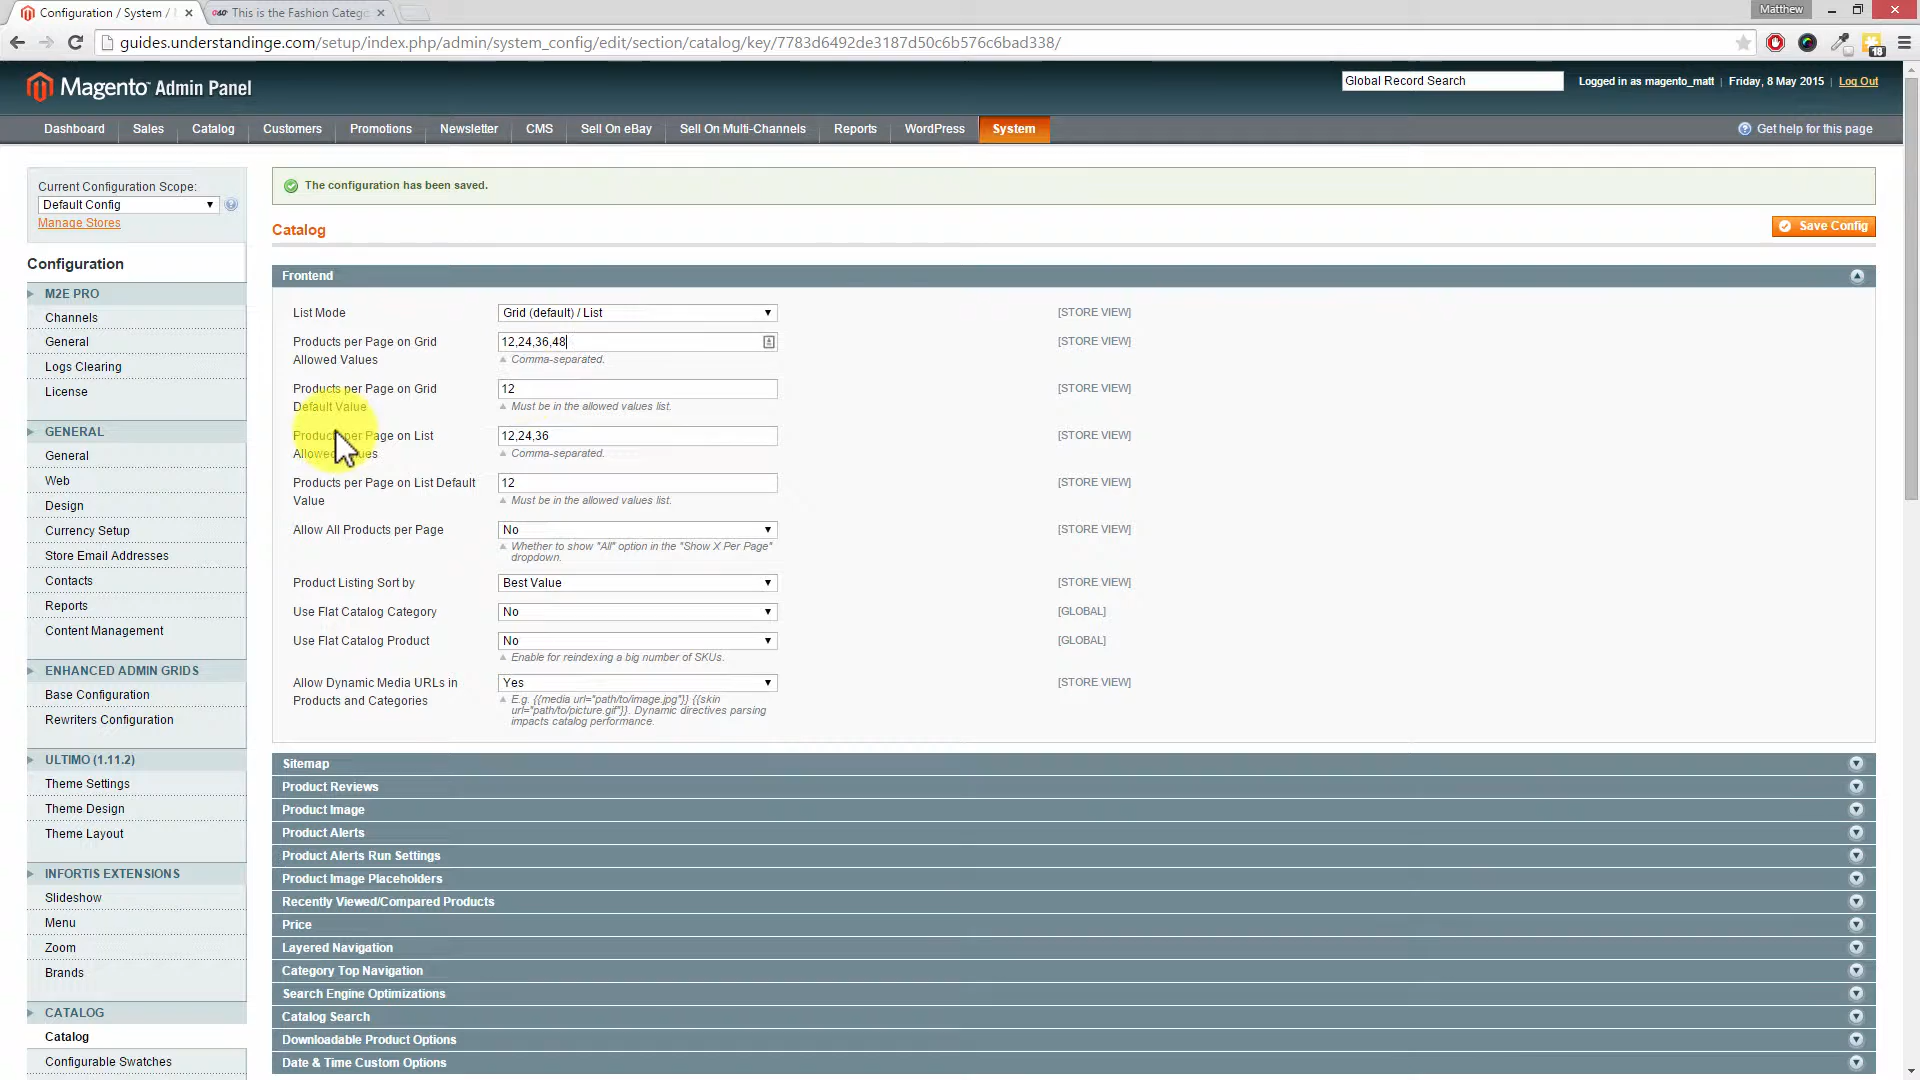 Configuration / System /
This is the Fashion Catego
Matthew
guides.understandinge.com/setup/index.php/admin/system_config/edit/section/catalog/key/7783d6492de3187d50c6b576c6bad338/
18
Magento Admin Panel
Global Record Search
Logged in as magento_matt | Friday, 8 May 2015 | Log Out
Dashboard Sales Catalog Customers Promotions Newsletter CMS Sell On eBay Sell On Multi-Channels Reports WordPress System
Get help for this page
Current Configuration Scope:
Default Config
Manage Stores
Configuration
M2E PRO
Channels
General
Logs Clearing
License
GENERAL
General
Web
Design
Currency Setup
Store Email Addresses
Contacts
Reports
Content Management
ENHANCED ADMIN GRIDS
Base Configuration
Rewriters Configuration
ULTIMO (1.11.2)
Theme Settings
Theme Design
Theme Layout
INFORTIS EXTENSIONS
Slideshow
Menu
Zoom
Brands
CATALOG
Catalog
Configurable Swatches
The configuration has been saved.
Catalog
Save Config
Frontend
List Mode Grid (default) / List [STORE VIEW]
Products per Page on Grid 12,24,36,48 [STORE VIEW]
Allowed Values Comma-separated.
Products per Page on Grid 12 [STORE VIEW]
Default Value Must be in the allowed values list.
Products per Page on List 12,24,36 [STORE VIEW]
Allowed Values Comma-separated.
Products per Page on List Default 12 [STORE VIEW]
Value Must be in the allowed values list.
Allow All Products per Page No [STORE VIEW]
Whether to show "All" option in the "Show X Per Page"
dropdown.
Product Listing Sort by Best Value [STORE VIEW]
Use Flat Catalog Category No [GLOBAL]
Use Flat Catalog Product No [GLOBAL]
Enable for reindexing a big number of SKUs.
Allow Dynamic Media URLs in Yes [STORE VIEW]
Products and Categories E.g. {{media url="path/to/image.jpg"}} {{skin
url="path/to/picture.gif"}}. Dynamic directives parsing
impacts catalog performance.
Sitemap
Product Reviews
Product Image
Product Alerts
Product Alerts Run Settings
Product Image Placeholders
Recently Viewed/Compared Products
Price
Layered Navigation
Category Top Navigation
Search Engine Optimizations
Catalog Search
Downloadable Product Options
Date & Time Custom Options